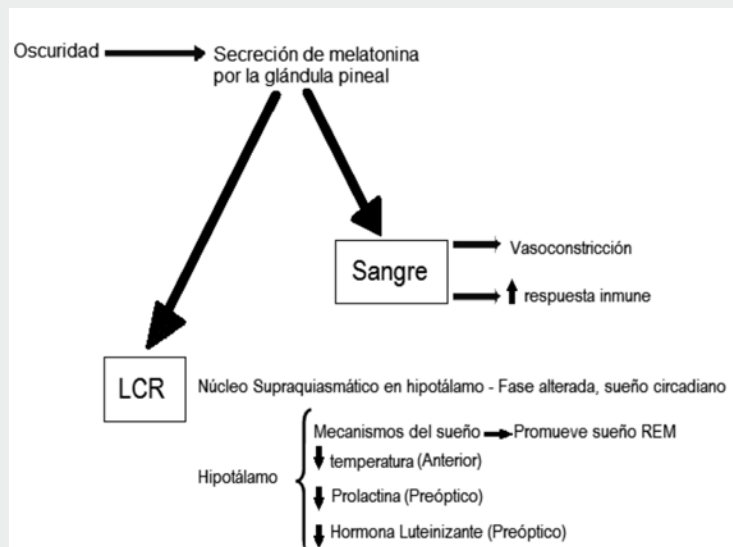 Oscuridad
Secreción de melatonina
por la glándula pineal
Sangre
Vasoconstricción
respuesta inmune
LCR
Núcleo Supraquiasmático en hipotálamo - Fase alterada, sueño circadiano
Hipotálamo
Mecanismos del sueño
Promueve sueño REM
temperatura (Anterior)
Prolactina (Preóptico)
Hormona Luteinizante (Preóptico)